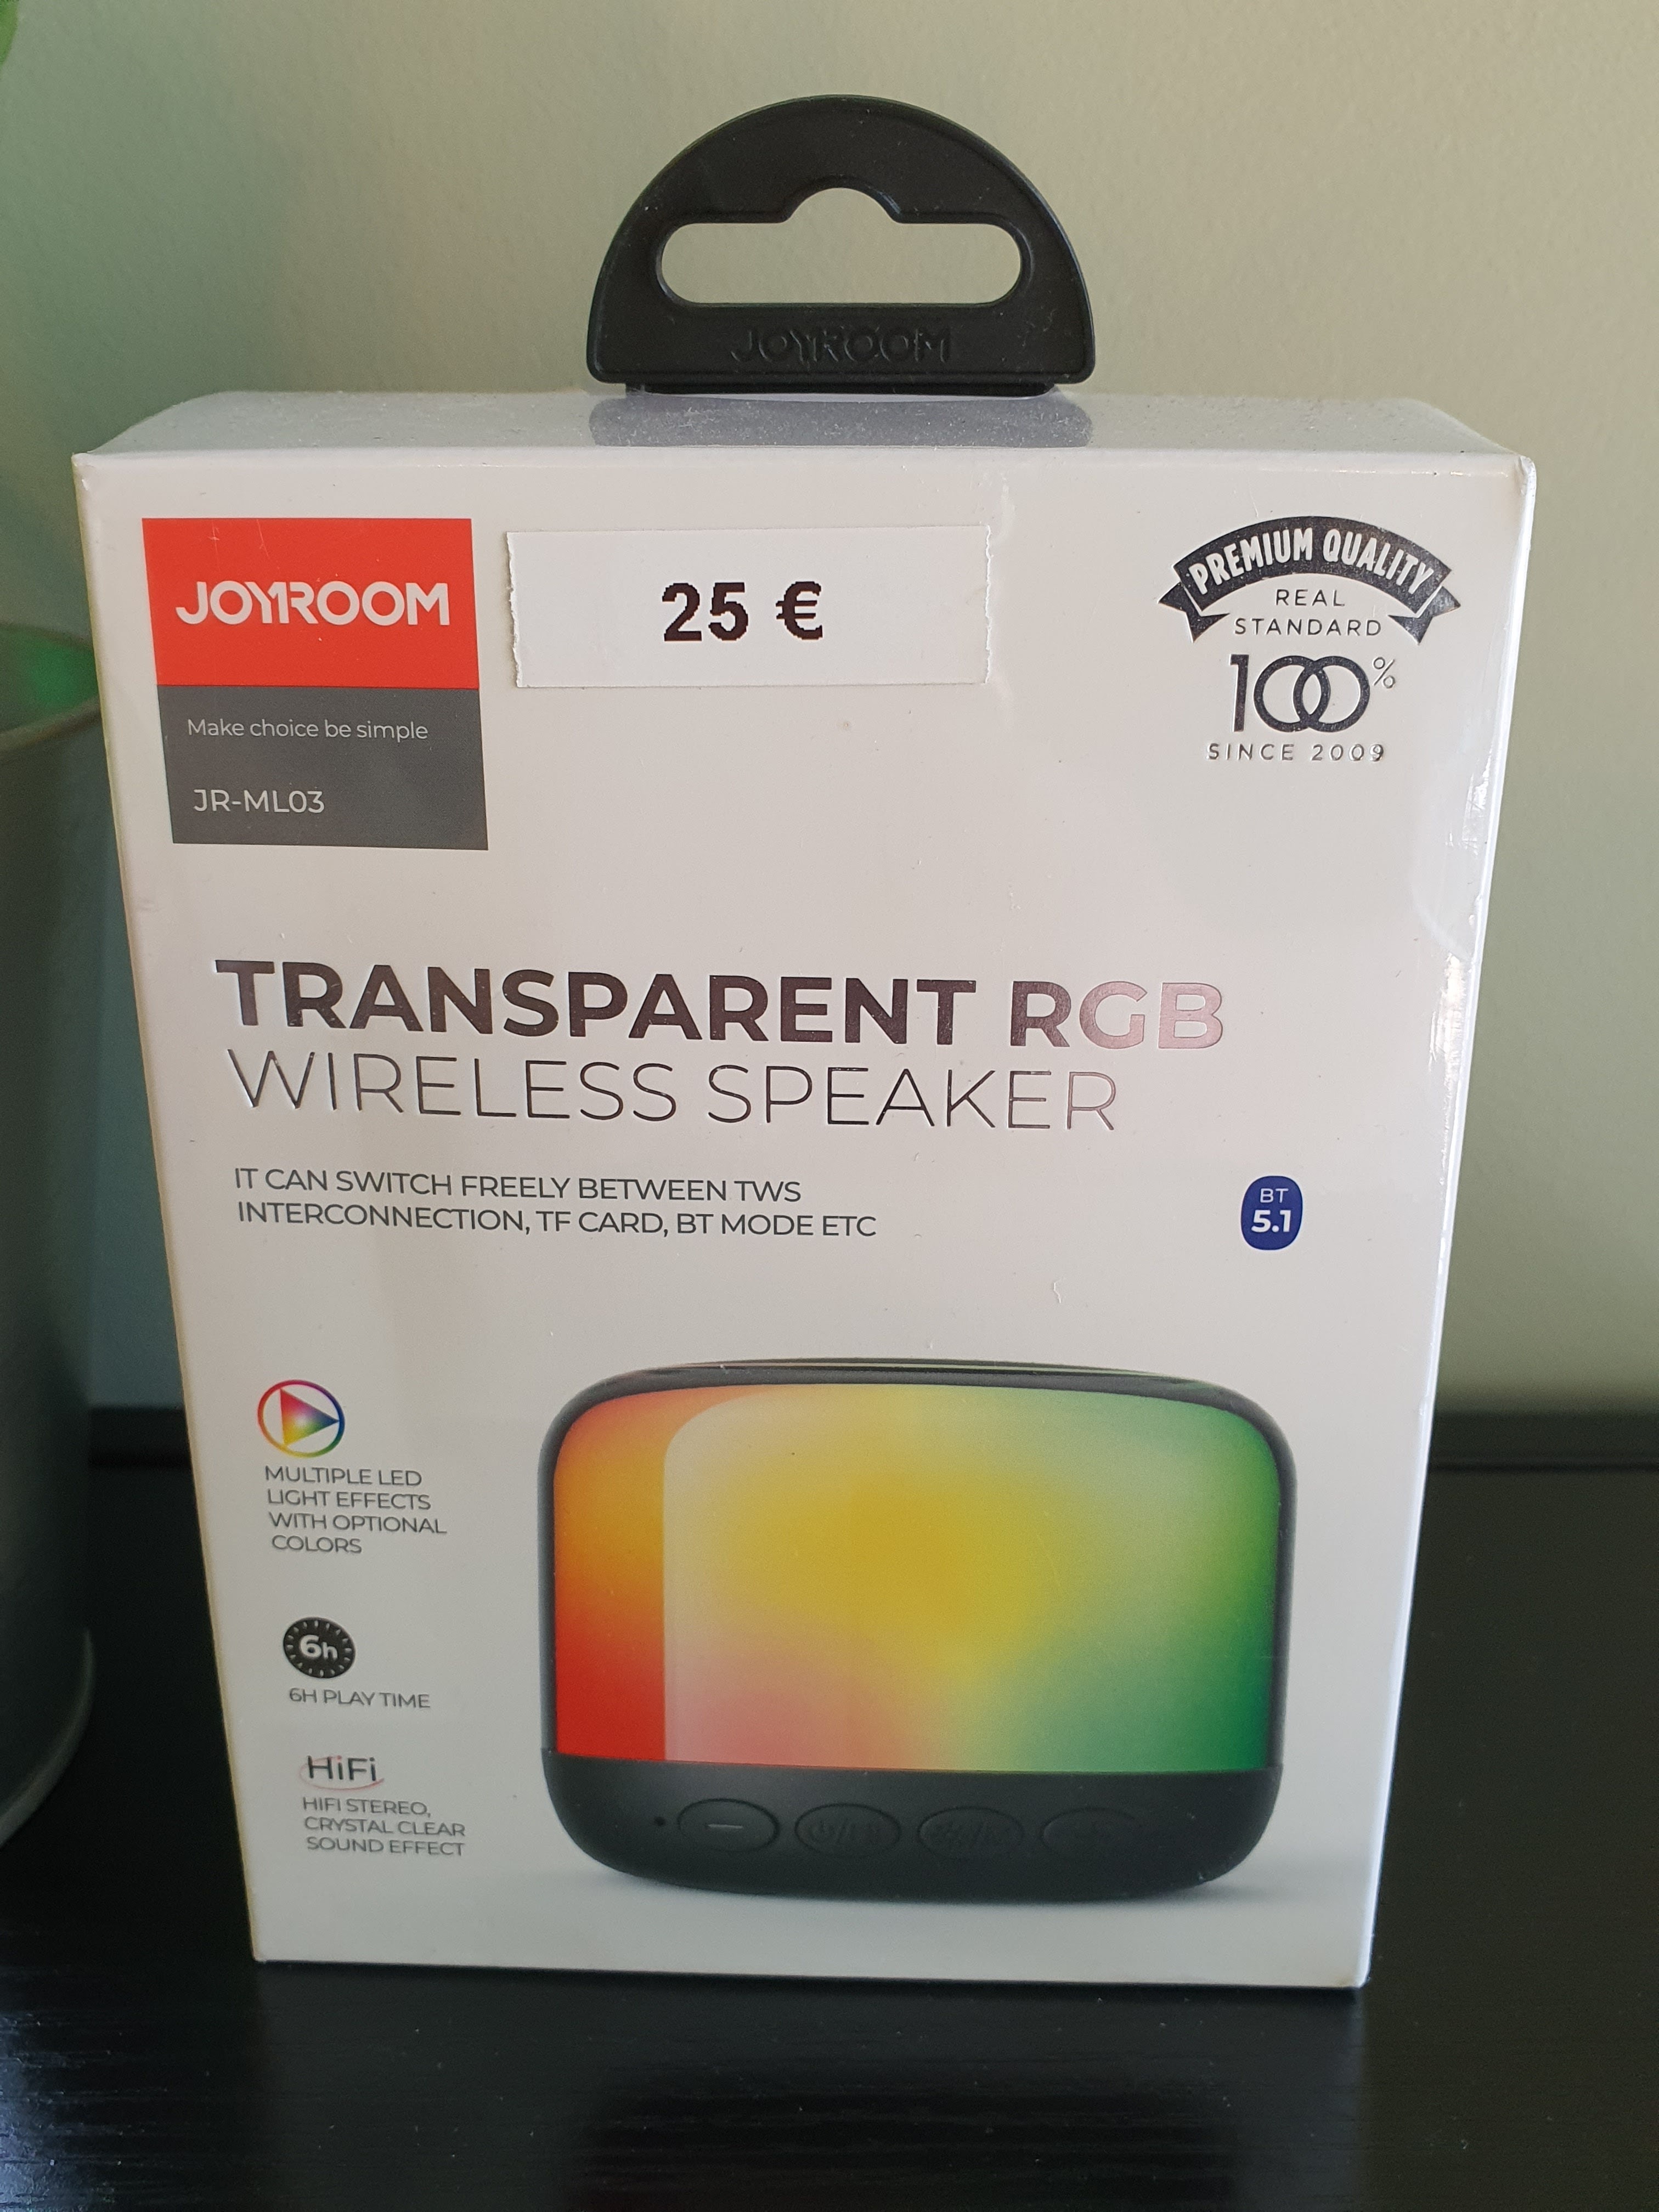 JOYROOM
JOYROOM
25 €
PREMIUM QUALITY
REAL
STANDARD
100%
SINCE 2009
Make choice be simple
JR-ML03
TRANSPARENT RGB
WIRELESS SPEAKER
IT CAN SWITCH FREELY BETWEEN TWS
INTERCONNECTION, TF CARD, BT MODE ETC
BT
5.1
MULTIPLE LED
LIGHT EFFECTS
WITH OPTIONAL
COLORS
6h
6H PLAY TIME
HiFi
HIFI STEREO,
CRYSTAL CLEAR
SOUND EFFECT